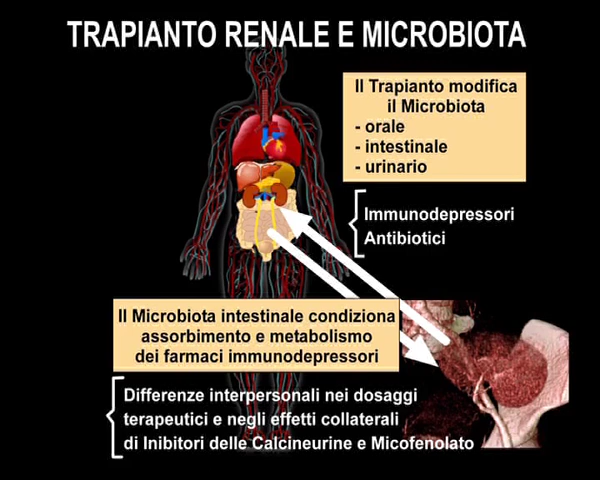 TRAPIANTO RENALE E MICROBIOTA
Il Trapianto modifica
il Microbiota
- orale
- intestinale
- urinario
Immunodepressori
Antibiotici
Il Microbiota intestinale condiziona
assorbimento e metabolismo
dei farmaci immunodepressori
Differenze interpersonali nei dosaggi
terapeutici e negli effetti collaterali
di Inibitori delle Calcineurine e Micofenolato